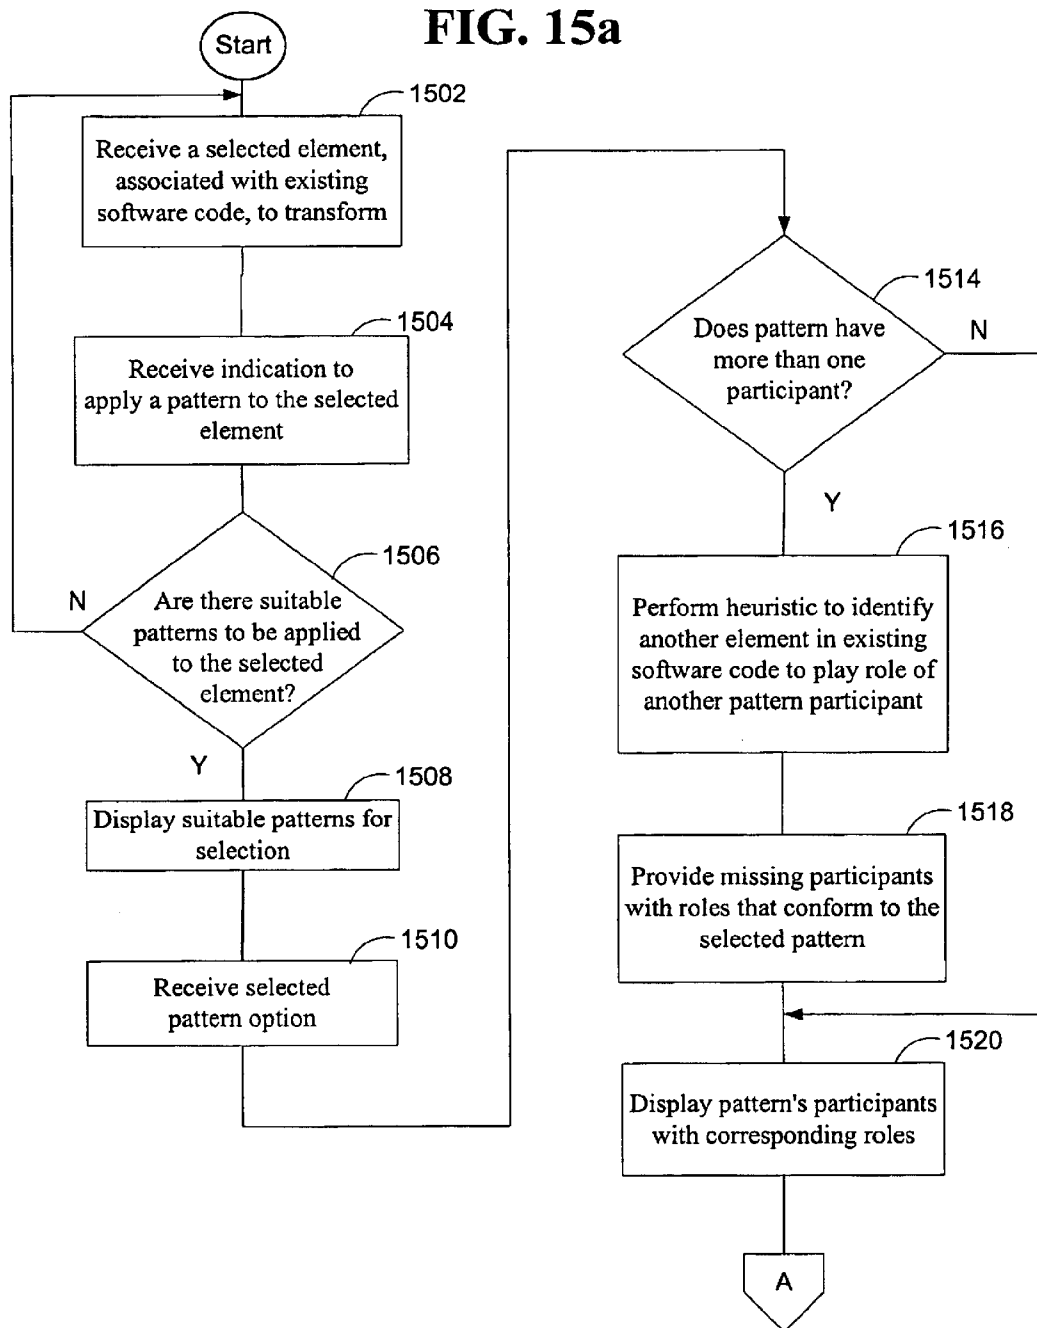 FIG. 15a
Start
1502
Receive a selected element,
associated with existing
software code, to transform
1504
Receive indication to
apply a pattern to the selected
element
1506
N
Are there suitable
patterns to be applied
to the selected
element?
Y
1508
Display suitable patterns for
selection
1510
Receive selected
pattern option
1514
Does pattern have
more than one
participant?
N
Y
1516
Perform heuristic to identify
another element in existing
software code to play role of
another pattern participant
1518
Provide missing participants
with roles that conform to the
selected pattern
1520
Display pattern's participants
with corresponding roles
A